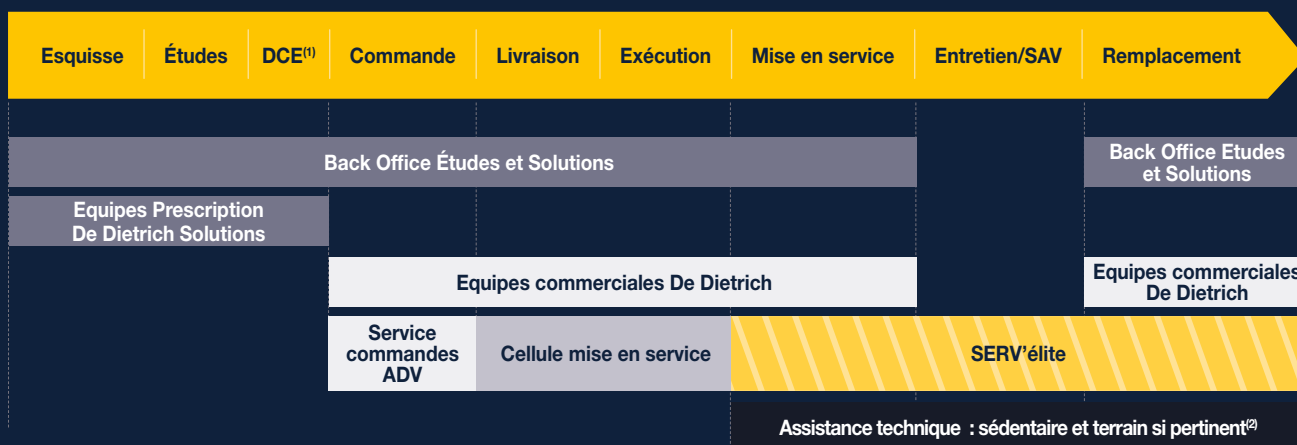 Esquisse Études DCE(1) Commande Livraison Exécution Mise en service Entretien/SAV Remplacement
Back Office Études et Solutions
Back Office Etudes
et Solutions
Equipes Prescription
De Dietrich Solutions
Equipes commerciales De Dietrich
Equipes commerciales
De Dietrich
Service
commandes
ADV
Cellule mise en service
SERV’élite
Assistance technique : sédentaire et terrain si pertinent(2)